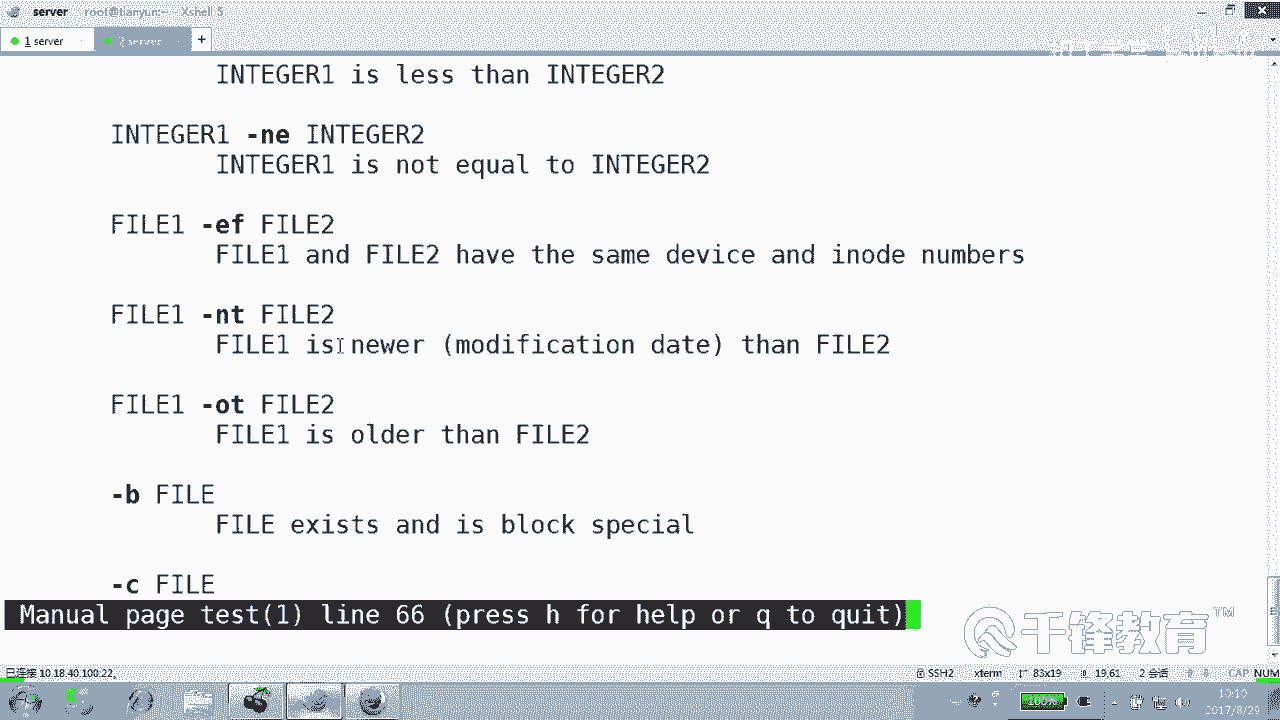 server root@tianyun:~ - Xshell 5
1 server
2 server
+
INTEGER1 is less than INTEGER2
INTEGER1 -ne INTEGER2
INTEGER1 is not equal to INTEGER2
FILE1 -ef FILE2
FILE1 and FILE2 have the same device and inode numbers
FILE1 -nt FILE2
FILE1 is newer (modification date) than FILE2
FILE1 -ot FILE2
FILE1 is older than FILE2
-b FILE
FILE exists and is block special
-c FILE
Manual page test(1) line 66 (press h for help or q to quit)
千锋教育™
已连接 10.18.40.100:22。
SSH2 xterm 83x19 19,61 2 会话 CAP NUM
100%
10:10
2017/8/29